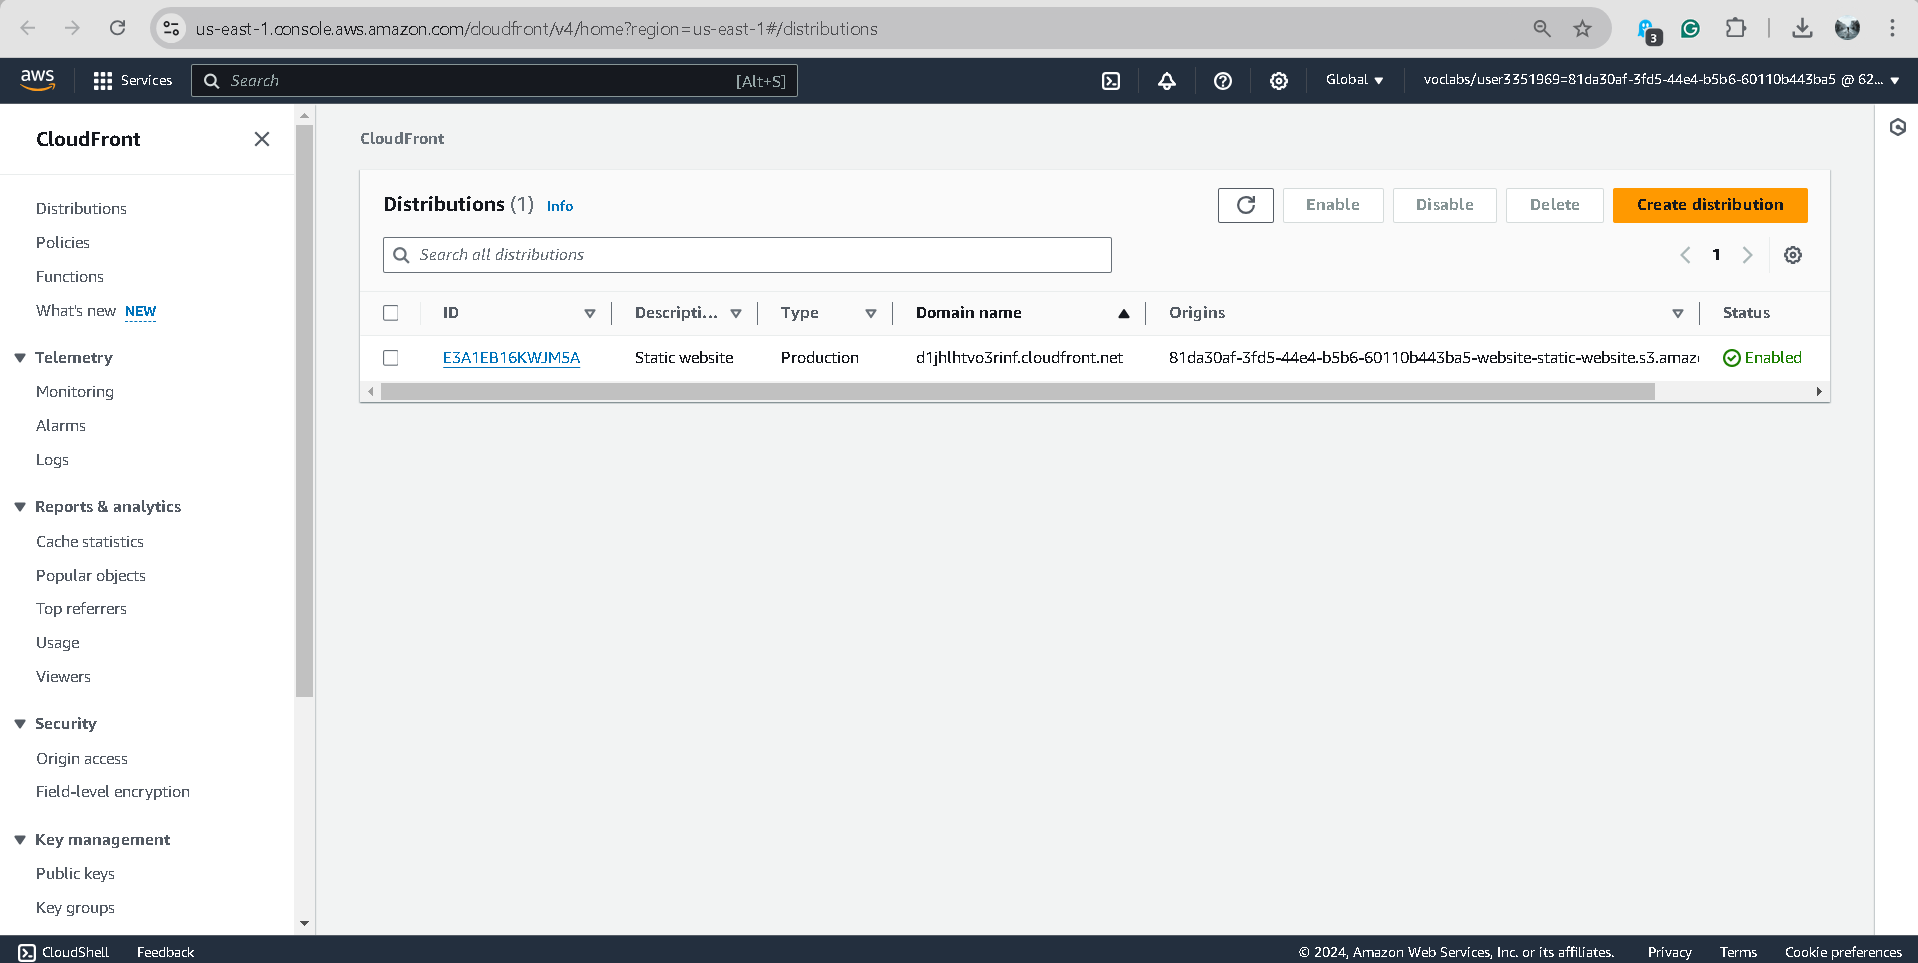 us-east-1.console.aws.amazon.com/cloudfront/v4/home?region=us-east-1#/distributions
3
aws
Services
Search
[Alt+S]
Global
voclabs/user3351969=81da30af-3fd5-44e4-b5b6-60110b443ba5 @ 62...
CloudFront
Distributions
Policies
Functions
What's new NEW
Telemetry
Monitoring
Alarms
Logs
Reports & analytics
Cache statistics
Popular objects
Top referrers
Usage
Viewers
Security
Origin access
Field-level encryption
Key management
Public keys
Key groups
CloudFront
Distributions (1) Info
Enable
Disable
Delete
Create distribution
Search all distributions
1
ID Descripti... Type Domain name Origins Status
E3A1EB16KWJM5A Static website Production d1jhlhtvo3rinf.cloudfront.net 81da30af-3fd5-44e4-b5b6-60110b443ba5-website-static-website.s3.amaz Enabled
CloudShell Feedback
© 2024, Amazon Web Services, Inc. or its affiliates. Privacy Terms Cookie preferences